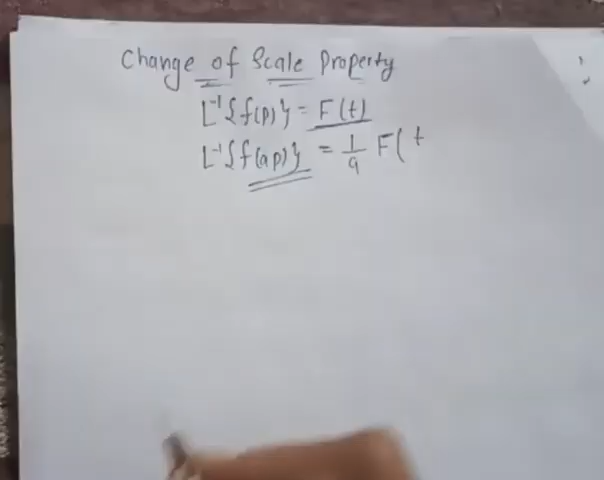 Change of Scale Property
L⁻¹{f(p)} = F(t)
L⁻¹{f(ap)} = 1/a F(t